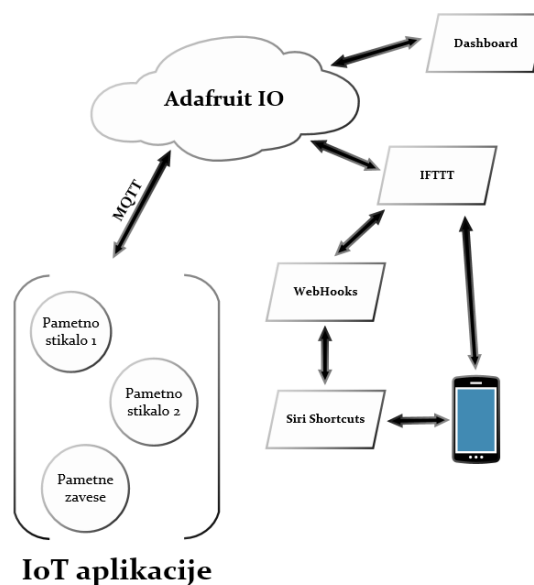 Dashboard
Adafruit IO
IFTTT
MQTT
WebHooks
Pametno
stikalo 1
Pametno
stikalo 2
Siri Shortcuts
Pametne
zavese
IoT aplikacije